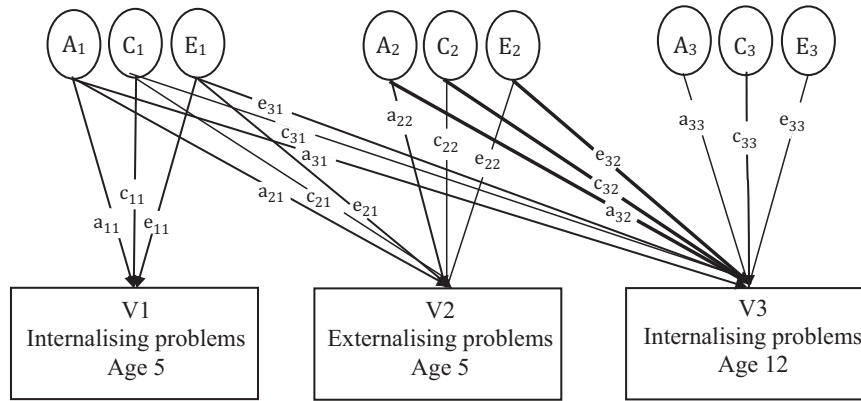 A1 C1 E1 A2 C2 E2 A3 C3 E3
e31
c31
a31
a22
c22
e22
e32
c32
a32
a33
c33
e33
a11
c11
e11
a21
c21
e21
V1
Internalising problems
Age 5
V2
Externalising problems
Age 5
V3
Internalising problems
Age 12